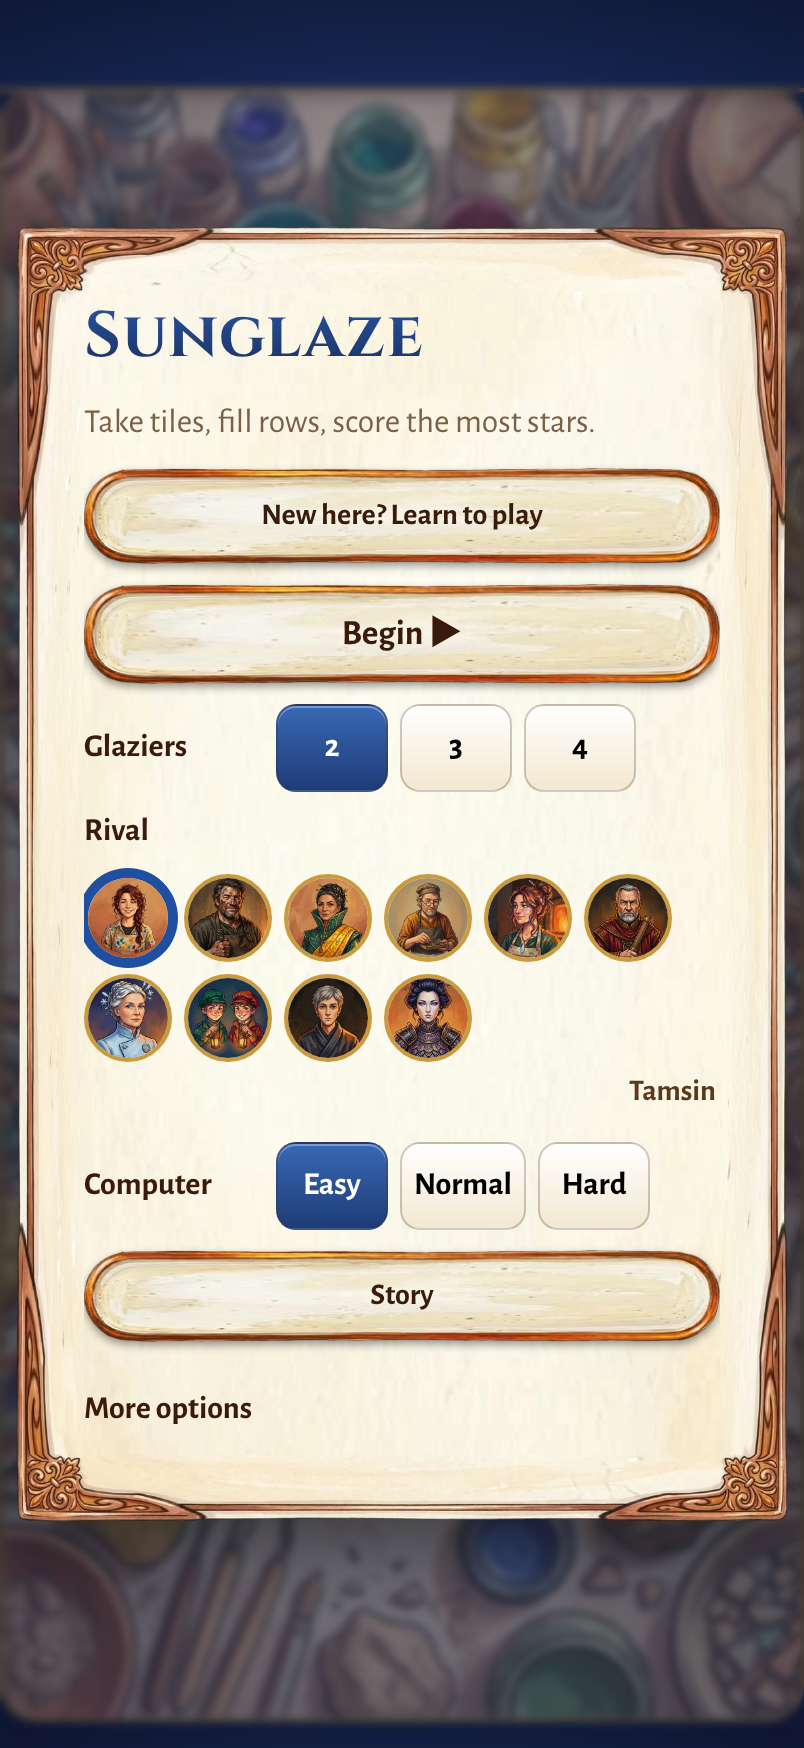 Sunglaze
Take tiles, fill rows, score the most stars.
New here? Learn to play
Begin ▶
Glaziers 2 3 4
Rival
Tamsin
Computer Easy Normal Hard
Story
More options